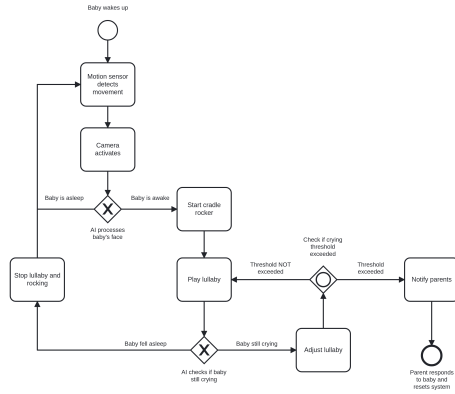 Baby wakes up
Motion sensor
detects
movement
Camera
activates
Baby is asleep
Baby is awake
X
AI processes
baby's face
Start cradle
rocker
Check if crying
threshold
exceeded
Stop lullaby and
rocking
Play lullaby
Threshold NOT
exceeded
Threshold
exceeded
Notify parents
Baby fell asleep
X
Baby still crying
Adjust lullaby
AI checks if baby
still crying
Parent responds
to baby and
resets system